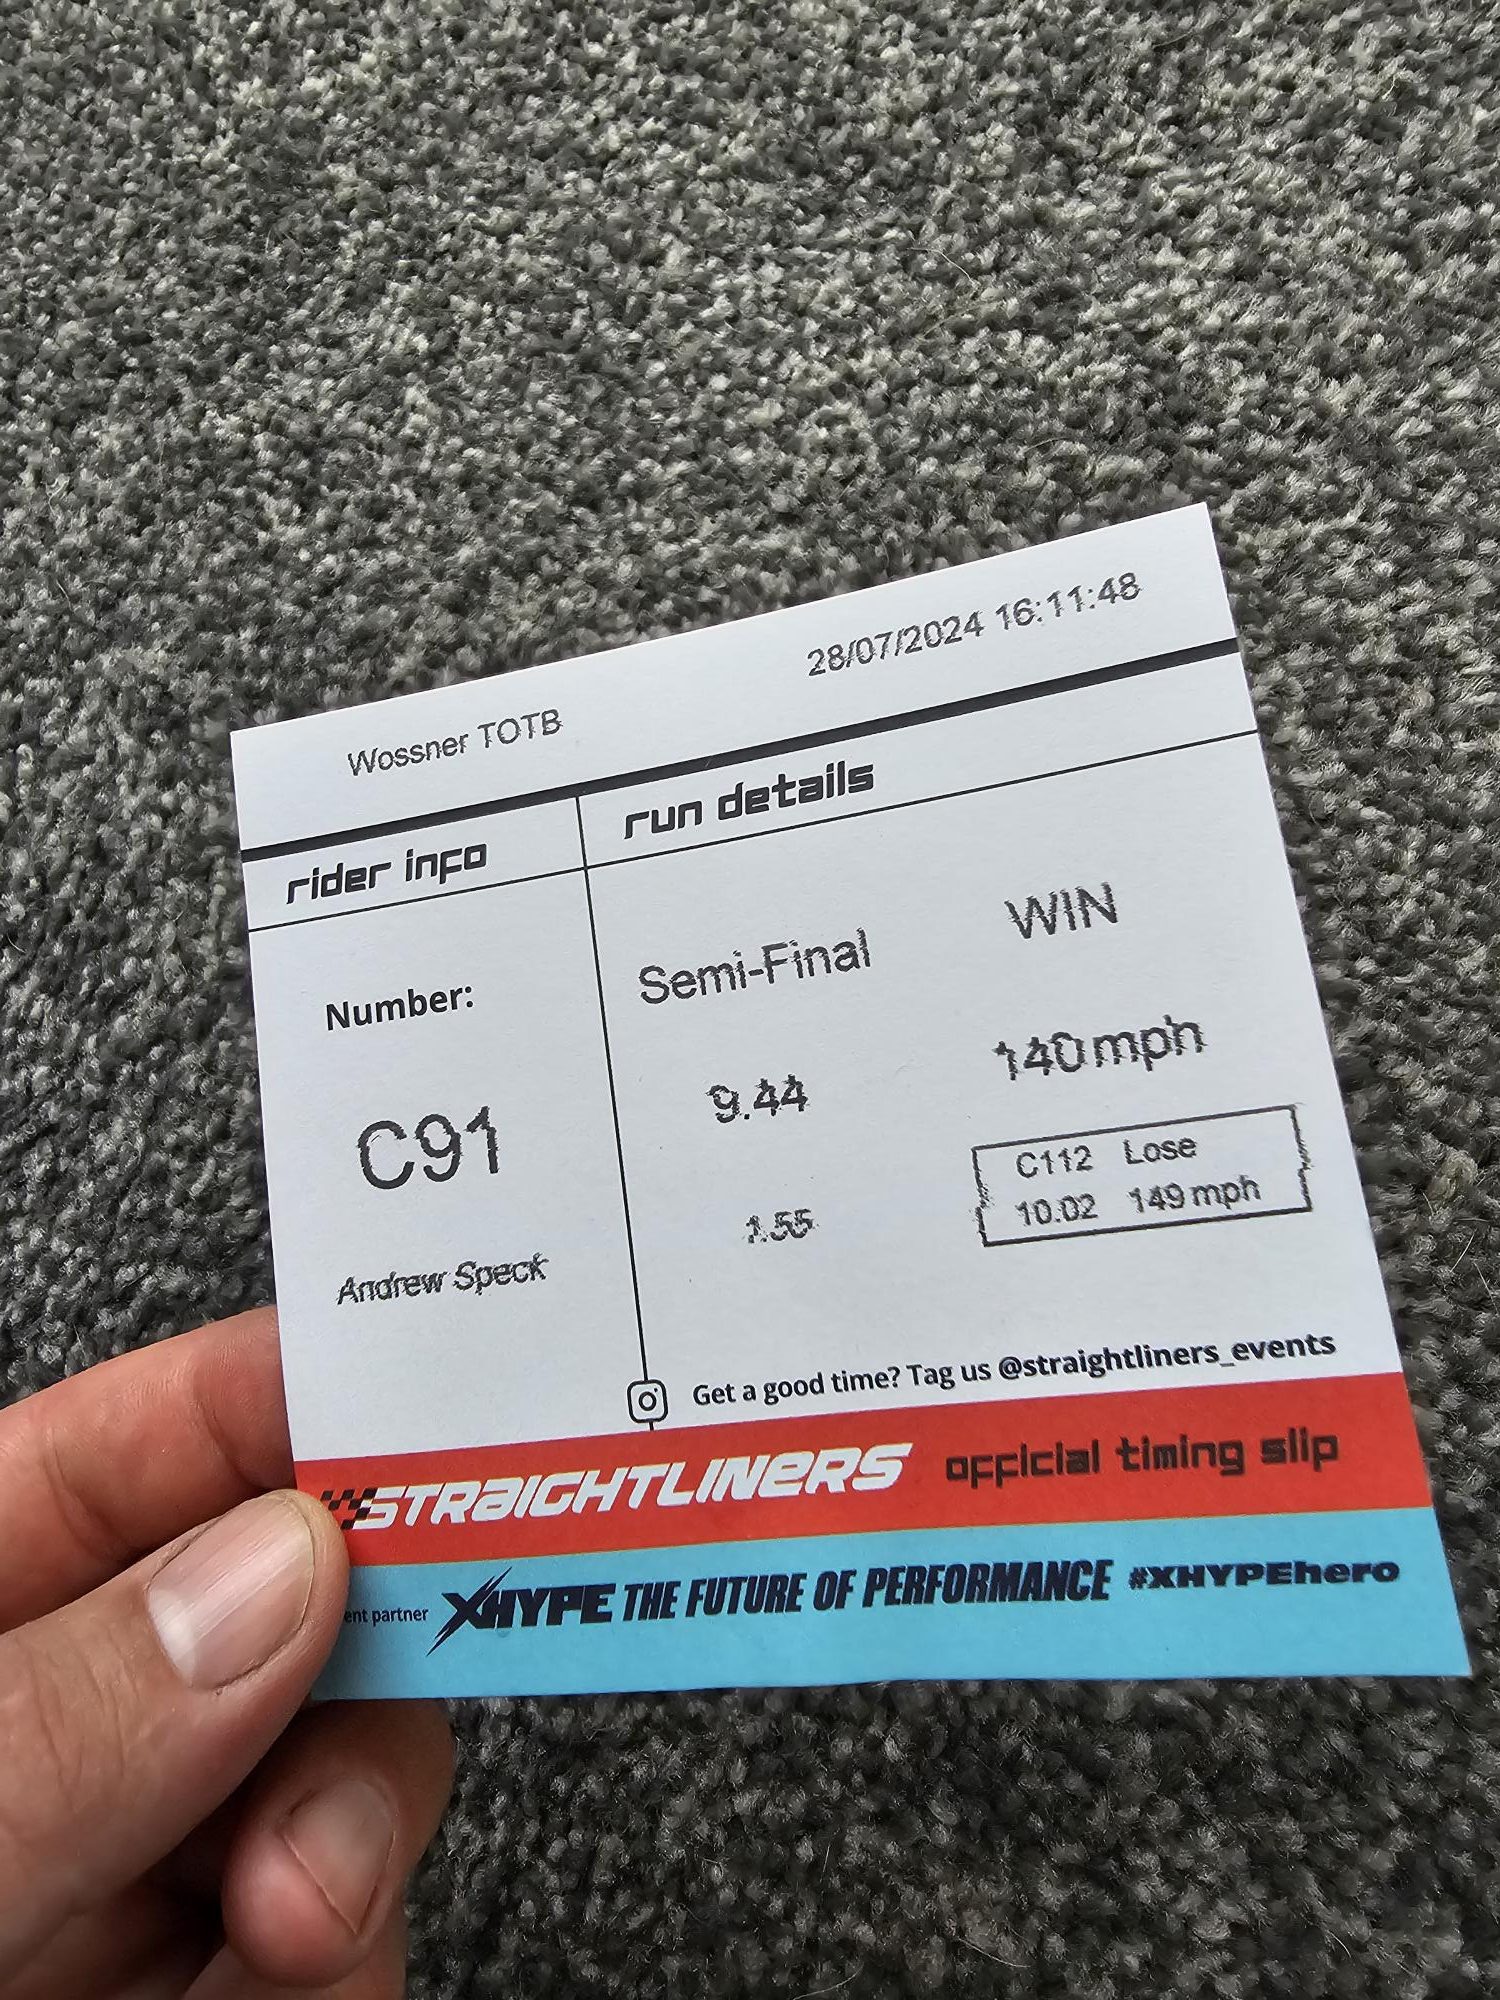 Wossner TOTB 28/07/2024 16:11:48
rider info run details
Number:
C91
Andrew Speck
Semi-Final WIN
9.44 140mph
1.55
C112 Lose
10.02 149mph
Get a good time? Tag us @straightliners_events
STRAIGHTLINERS official timing slip
ent partner XHYPE THE FUTURE OF PERFORMANCE #XHYPEhero